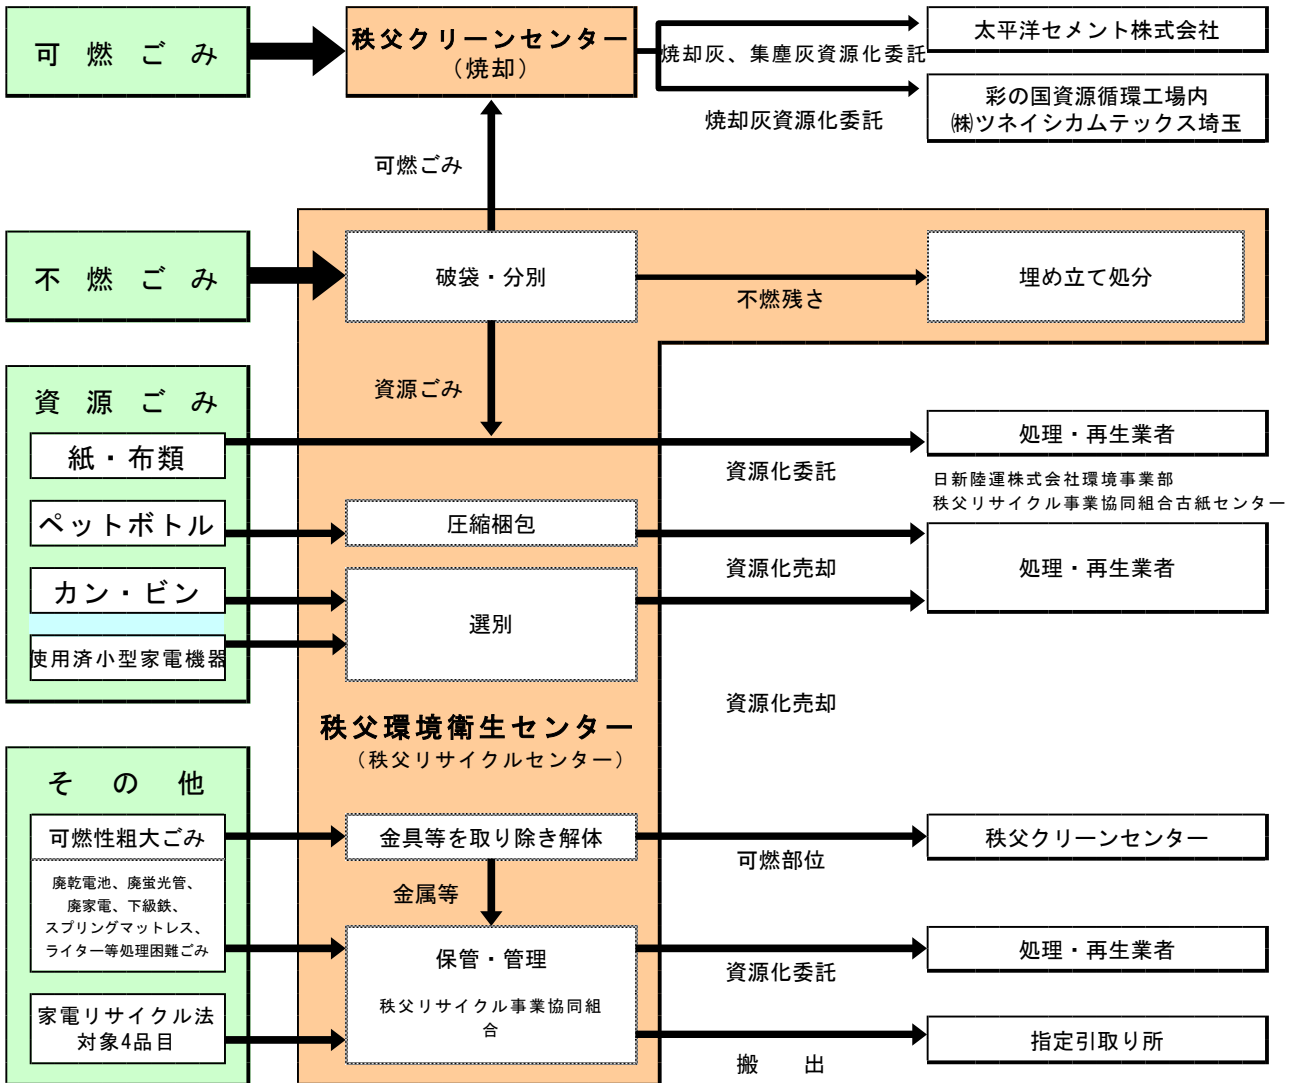 可燃ごみ
秩父クリーンセンター
（焼却）
焼却灰、集塵灰資源化委託
太平洋セメント株式会社
焼却灰資源化委託
彩の国資源循環工場内
㈱ツネイシカムテックス埼玉
可燃ごみ
不燃ごみ
破袋・分別
不燃残さ
埋め立て処分
資源ごみ
資源ごみ
紙・布類
資源化委託
処理・再生業者
日新陸運株式会社環境事業部
秩父リサイクル事業協同組合古紙センター
ペットボトル
圧縮梱包
資源化売却
処理・再生業者
カン・ビン
選別
使用済小型家電機器
資源化売却
秩父環境衛生センター
（秩父リサイクルセンター）
その他
可燃性粗大ごみ
金具等を取り除き解体
可燃部位
秩父クリーンセンター
金属等
廃乾電池、廃蛍光管、
廃家電、下級鉄、
スプリングマットレス、
ライター等処理困難ごみ
保管・管理
秩父リサイクル事業協同組
合
資源化委託
処理・再生業者
家電リサイクル法
対象4品目
搬出
指定引取り所